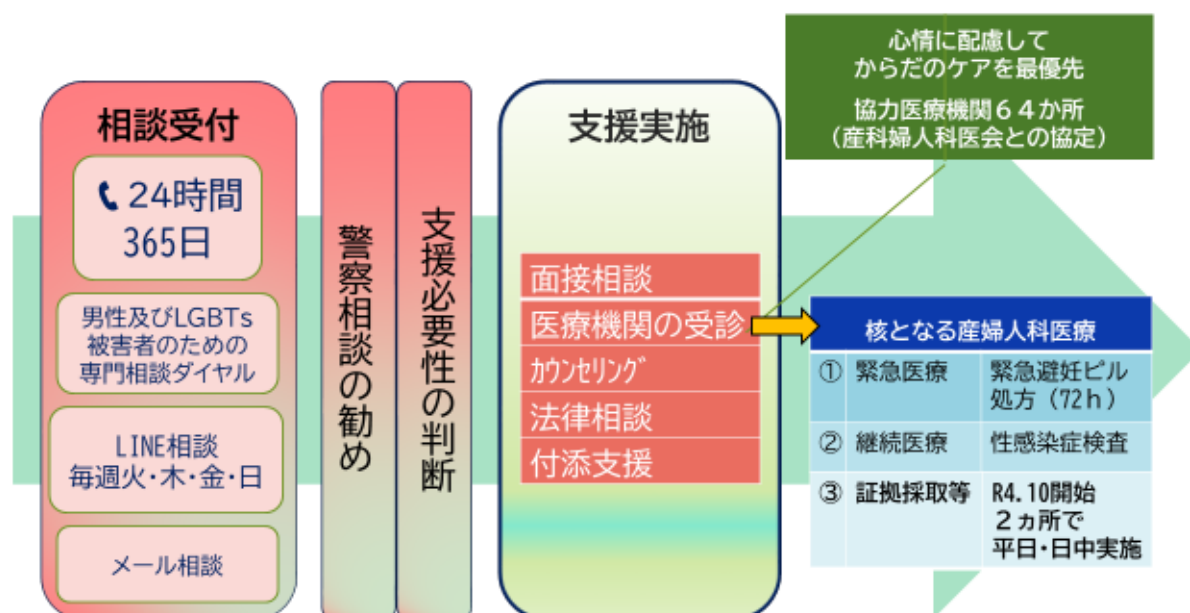 相談受付
24時間
365日
男性及びLGBTs
被害者のための
専門相談ダイヤル
LINE相談
毎週火・木・金・日
メール相談
警察相談の勧め
支援必要性の判断
支援実施
面接相談
医療機関の受診
ｶｳﾝｾﾘﾝｸﾞ
法律相談
付添支援
心情に配慮して
からだのケアを最優先
協力医療機関６４か所
（産科婦人科医会との協定）
核となる産婦人科医療
① 緊急医療 緊急避妊ピル
処方（72ｈ）
② 継続医療 性感染症検査
③ 証拠採取等 R4.10開始
２ヵ所で
平日・日中実施